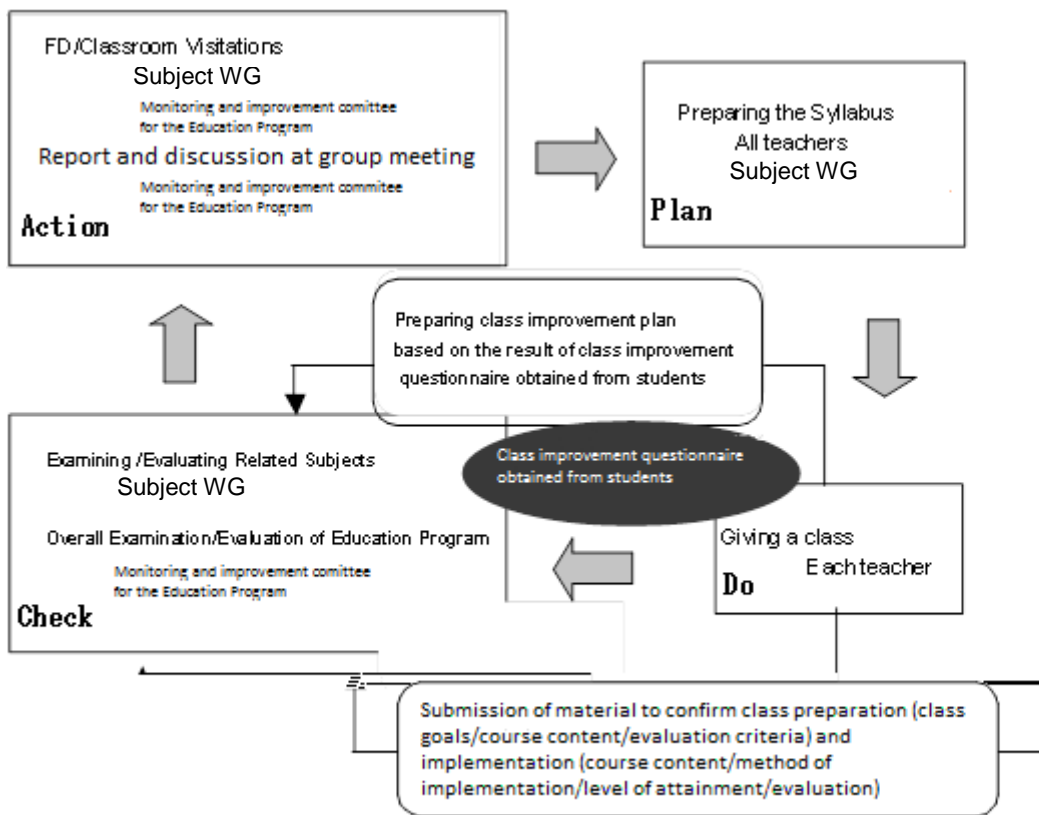 FD/Classroom Visitations
Subject WG
Monitoring and improvement comittee
for the Education Program
Report and discussion at group meeting
Monitoring and improvement commitee
for the Education Program
Action
Preparing the Syllabus
All teachers
Subject WG
Plan
Preparing class improvement plan
based on the result of class improvement
questionnaire obtained from students
Class improvement questionnaire
obtained from students
Examining /Evaluating Related Subjects
Subject WG
Overall Examination/Evaluation of Education Program
Monitoring and improvement comittee
for the Education Program
Check
Giving a class
Each teacher
Do
Submission of material to confirm class preparation (class
goals/course content/evaluation criteria) and
implementation (course content/method of
implementation/level of attainment/evaluation)